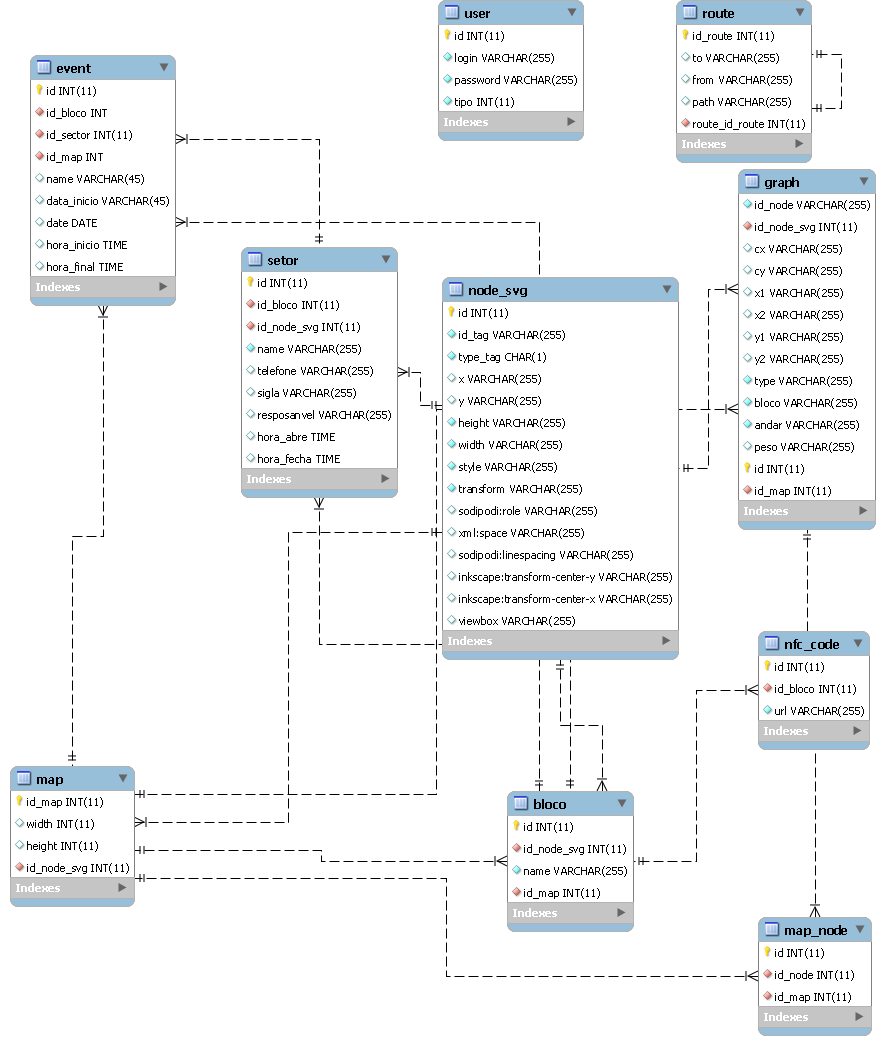 user
id INT(11)
login VARCHAR(255)
password VARCHAR(255)
tipo INT(11)
Indexes
route
id_route INT(11)
to VARCHAR(255)
from VARCHAR(255)
path VARCHAR(255)
route_id_route INT(11)
Indexes
event
id INT(11)
id_bloco INT
id_sector INT(11)
id_map INT
name VARCHAR(45)
data_inicio VARCHAR(45)
date DATE
hora_inicio TIME
hora_final TIME
Indexes
graph
id_node VARCHAR(255)
id_node_svg INT(11)
cx VARCHAR(255)
cy VARCHAR(255)
x1 VARCHAR(255)
x2 VARCHAR(255)
y1 VARCHAR(255)
y2 VARCHAR(255)
type VARCHAR(255)
bloco VARCHAR(255)
andar VARCHAR(255)
peso VARCHAR(255)
id INT(11)
id_map INT(11)
Indexes
setor
id INT(11)
id_bloco INT(11)
id_node_svg INT(11)
name VARCHAR(255)
telefone VARCHAR(255)
sigla VARCHAR(255)
resposanvel VARCHAR(255)
hora_abre TIME
hora_fecha TIME
Indexes
node_svg
id INT(11)
id_tag VARCHAR(255)
type_tag CHAR(1)
x VARCHAR(255)
y VARCHAR(255)
height VARCHAR(255)
width VARCHAR(255)
style VARCHAR(255)
transform VARCHAR(255)
sodipodi:role VARCHAR(255)
xml:space VARCHAR(255)
sodipodi:linespacing VARCHAR(255)
inkscape:transform-center-y VARCHAR(255)
inkscape:transform-center-x VARCHAR(255)
viewbox VARCHAR(255)
Indexes
nfc_code
id INT(11)
id_bloco INT(11)
url VARCHAR(255)
Indexes
map
id_map INT(11)
width INT(11)
height INT(11)
id_node_svg INT(11)
Indexes
bloco
id INT(11)
id_node_svg INT(11)
name VARCHAR(255)
id_map INT(11)
Indexes
map_node
id INT(11)
id_node INT(11)
id_map INT(11)
Indexes